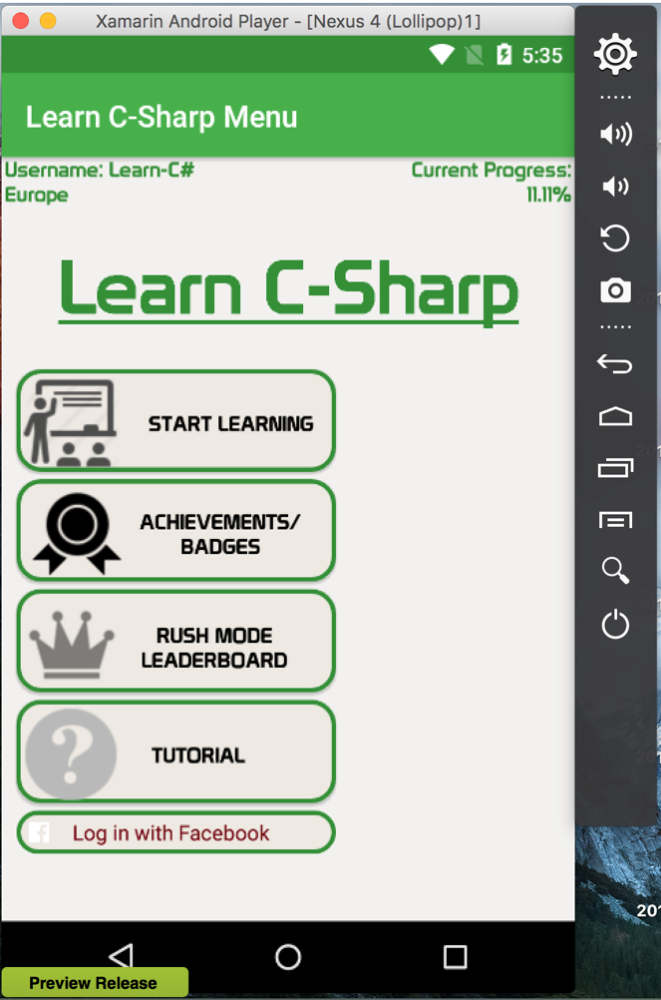 Xamarin Android Player - [Nexus 4 (Lollipop)1]
5:35
Learn C-Sharp Menu
Username: Learn-C#
Europe
Current Progress:
11.11%
Learn C-Sharp
START LEARNING
ACHIEVEMENTS/
BADGES
RUSH MODE
LEADERBOARD
TUTORIAL
Log in with Facebook
Preview Release